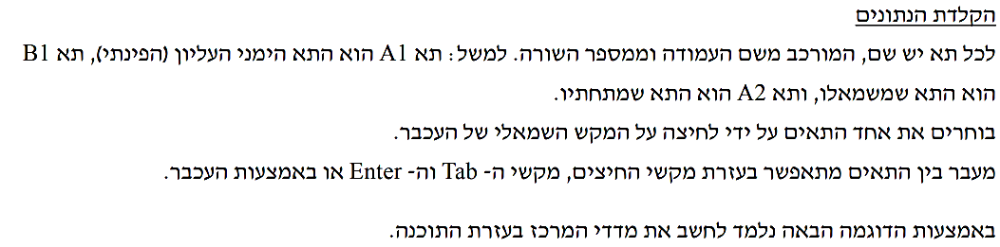 הקלדת הנתונים
לכל תא יש שם, המורכב משם העמודה וממספר השורה. למשל: תא A1 הוא התא הימני העליון (הפינתי), תא B1
הוא התא שמשמאלו, ותא A2 הוא התא שמתחתיו.
בוחרים את אחד התאים על ידי לחיצה על המקש השמאלי של העכבר.
מעבר בין התאים מתאפשר בעזרת מקשי החיצים, מקשי ה- Tab וה- Enter או באמצעות העכבר.
באמצעות הדוגמה הבאה נלמד לחשב את מדדי המרכז בעזרת התוכנה.